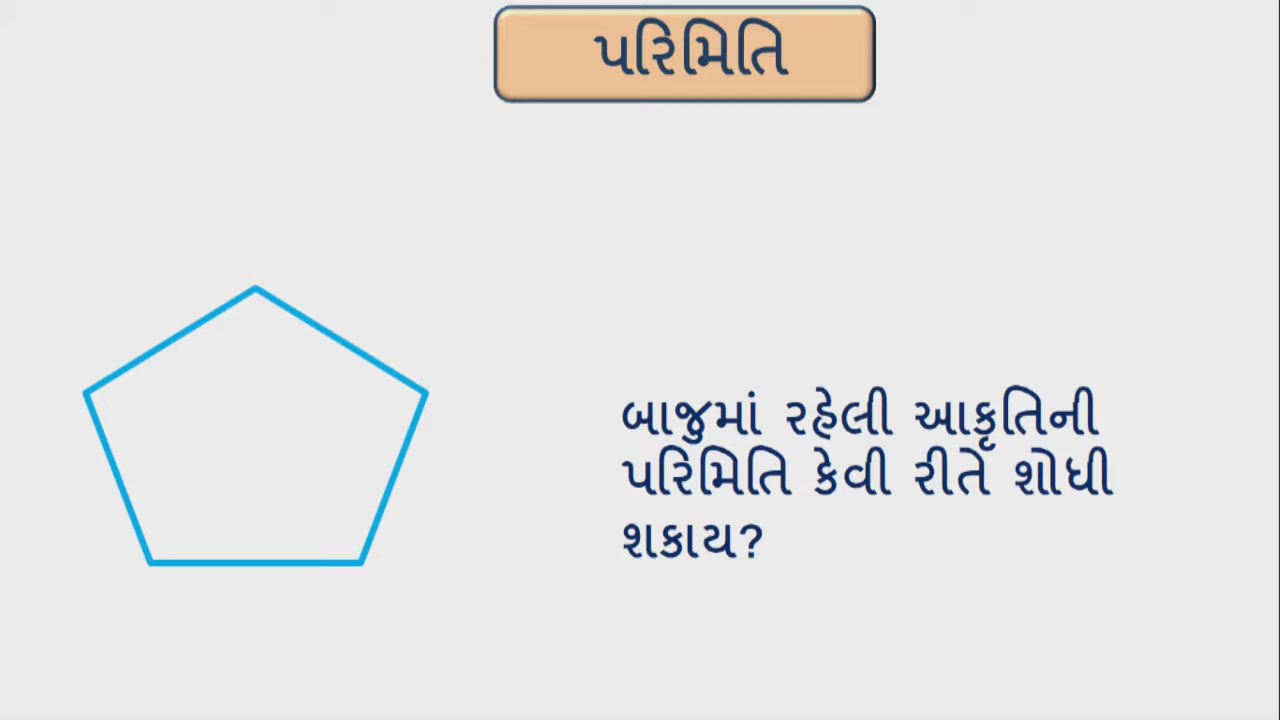 પરિમિતિ
બાજુમાં રહેલી આકૃતિની
પરિમિતિ કેવી રીતે શોધી
શકાય?